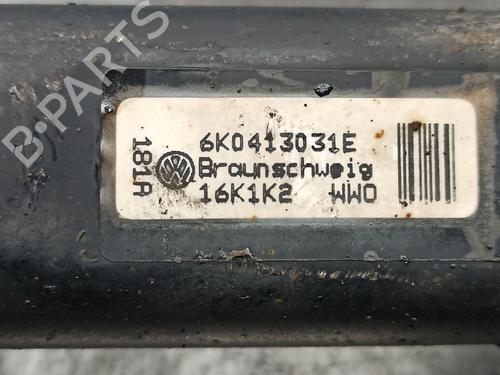 B-PARTS
181A
6K0413031E
Braunschweig
16K1K2 WWO